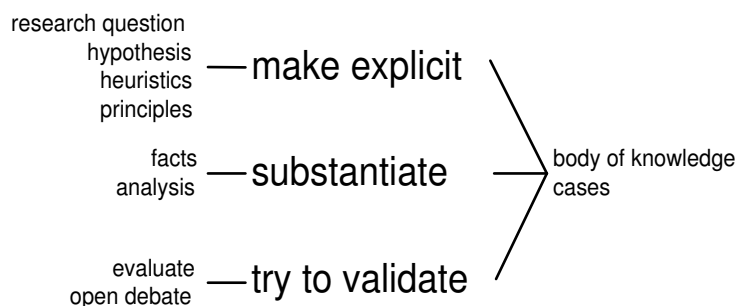 research question
hypothesis
heuristics
principles
make explicit
facts
analysis
substantiate
evaluate
open debate
try to validate
body of knowledge
cases